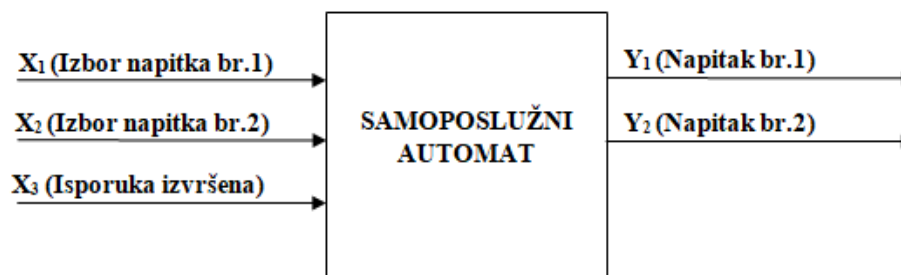 X₁ (Izbor napitka br.1)
X₂ (Izbor napitka br.2)
X₃ (Isporuka izvršena)
SAMOPOSLUŽNI
AUTOMAT
Y₁ (Napitak br.1)
Y₂ (Napitak br.2)